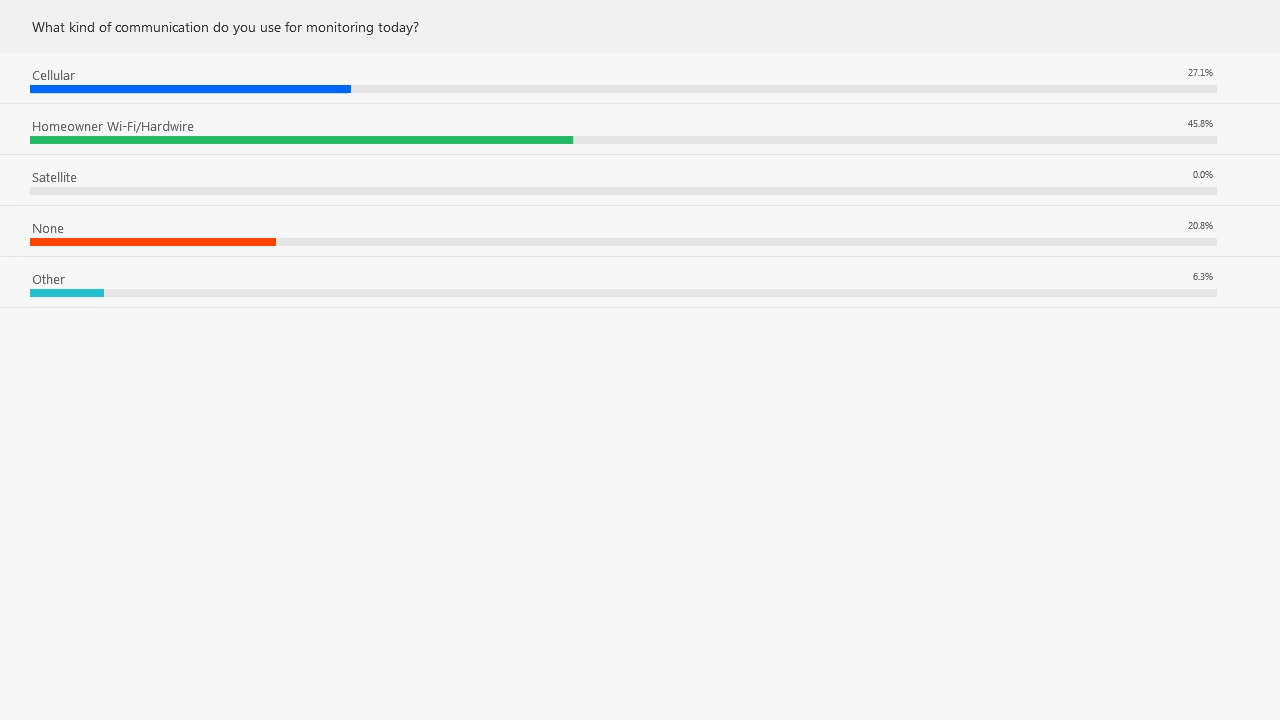 What kind of communication do you use for monitoring today?
Cellular 27.1%
Homeowner Wi-Fi/Hardwire 45.8%
Satellite 0.0%
None 20.8%
Other 6.3%